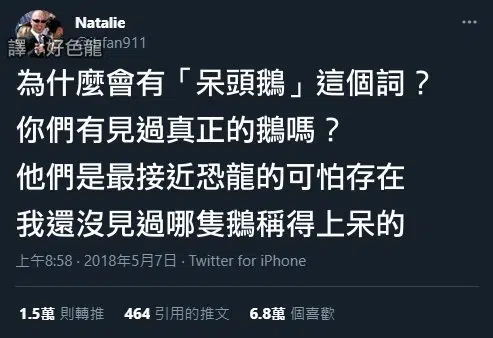 Natalie
譯 好色龍
為什麼會有「呆頭鵝」這個詞？
你們有見過真正的鵝嗎？
他們是最接近恐龍的可怕存在
我還沒見過哪隻鵝稱得上呆的
上午8:58 · 2018年5月7日 · Twitter for iPhone
1.5萬 則轉推 464 引用的推文 6.8萬 個喜歡